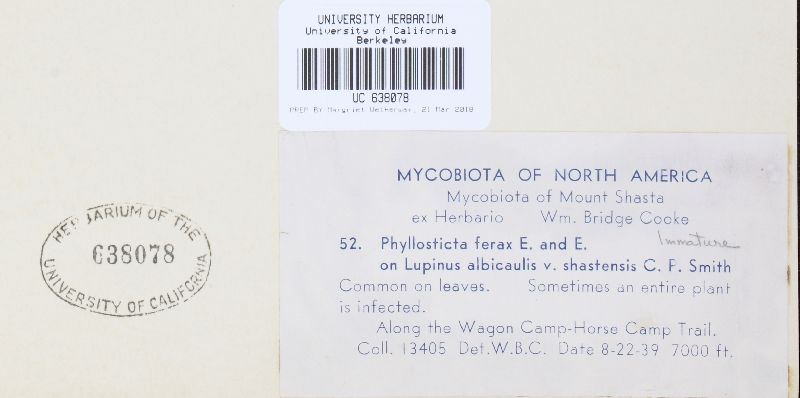 UNIVERSITY HERBARIUM
University of California
Berkeley
UC 638078
PREP BY Margriet Wetherwax, 21 Mar 2018
MYCOBIOTA OF NORTH AMERICA
Mycobiota of Mount Shasta
ex Herbario Wm. Bridge Cooke
52. Phyllosticta ferax E. and E. Immature
on Lupinus albicaulis v. shastensis C. P. Smith
Common on leaves. Sometimes an entire plant
is infected.
Along the Wagon Camp-Horse Camp Trail.
Coll. 13405 Det.W.B.C. Date 8-22-39 7000 ft.
HERBARIUM OF THE
638078
UNIVERSITY OF CALIFORNIA